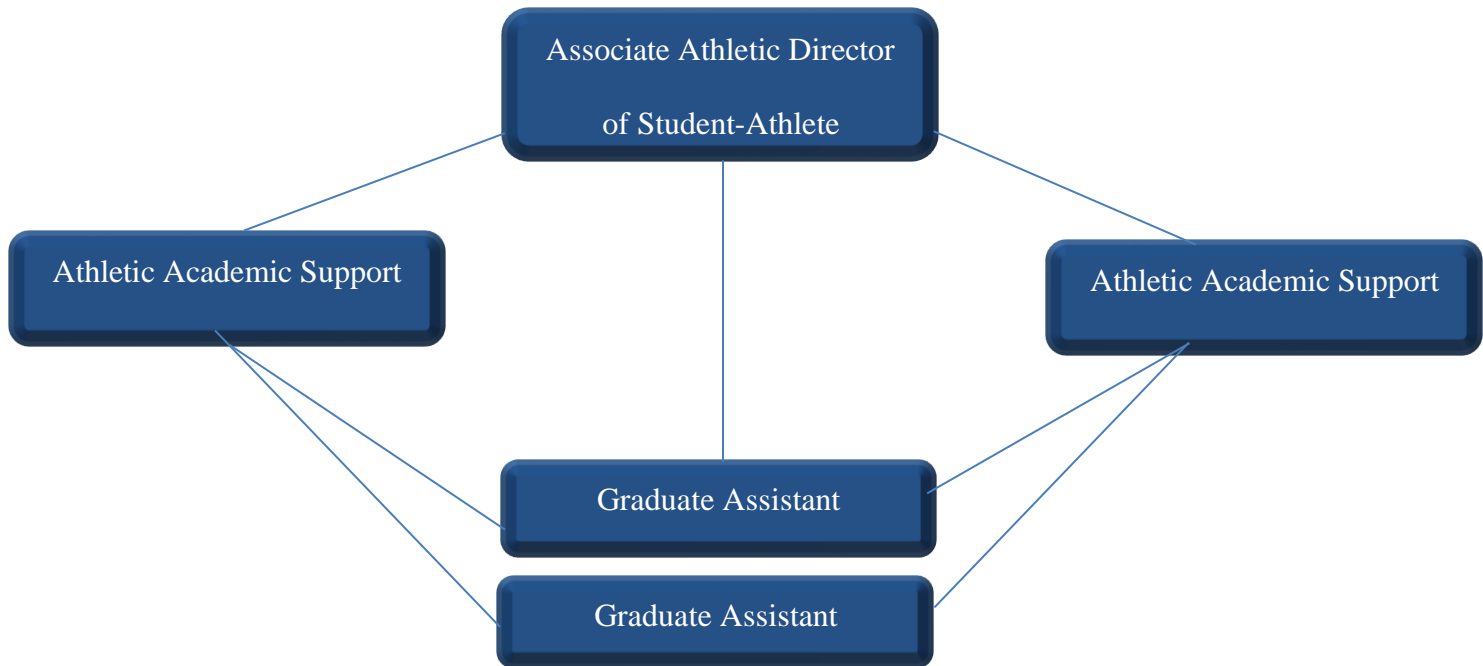 Associate Athletic Director
of Student-Athlete
Athletic Academic Support
Athletic Academic Support
Graduate Assistant
Graduate Assistant